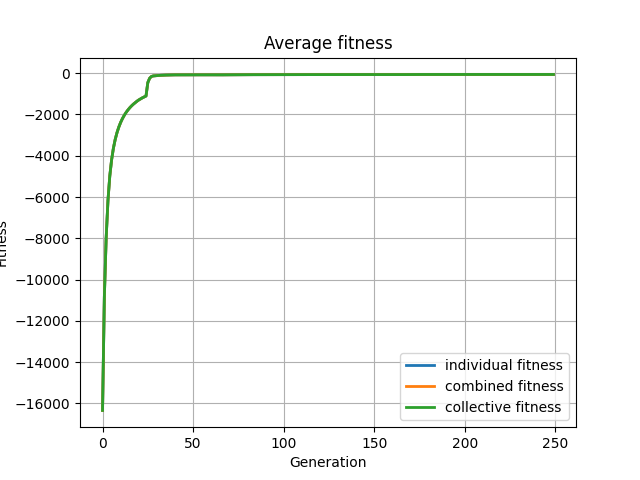 Average fitness
Fitness
0
−2000
−4000
−6000
−8000
−10000
−12000
−14000
−16000
0 50 100 150 200 250
Generation
individual fitness
combined fitness
collective fitness